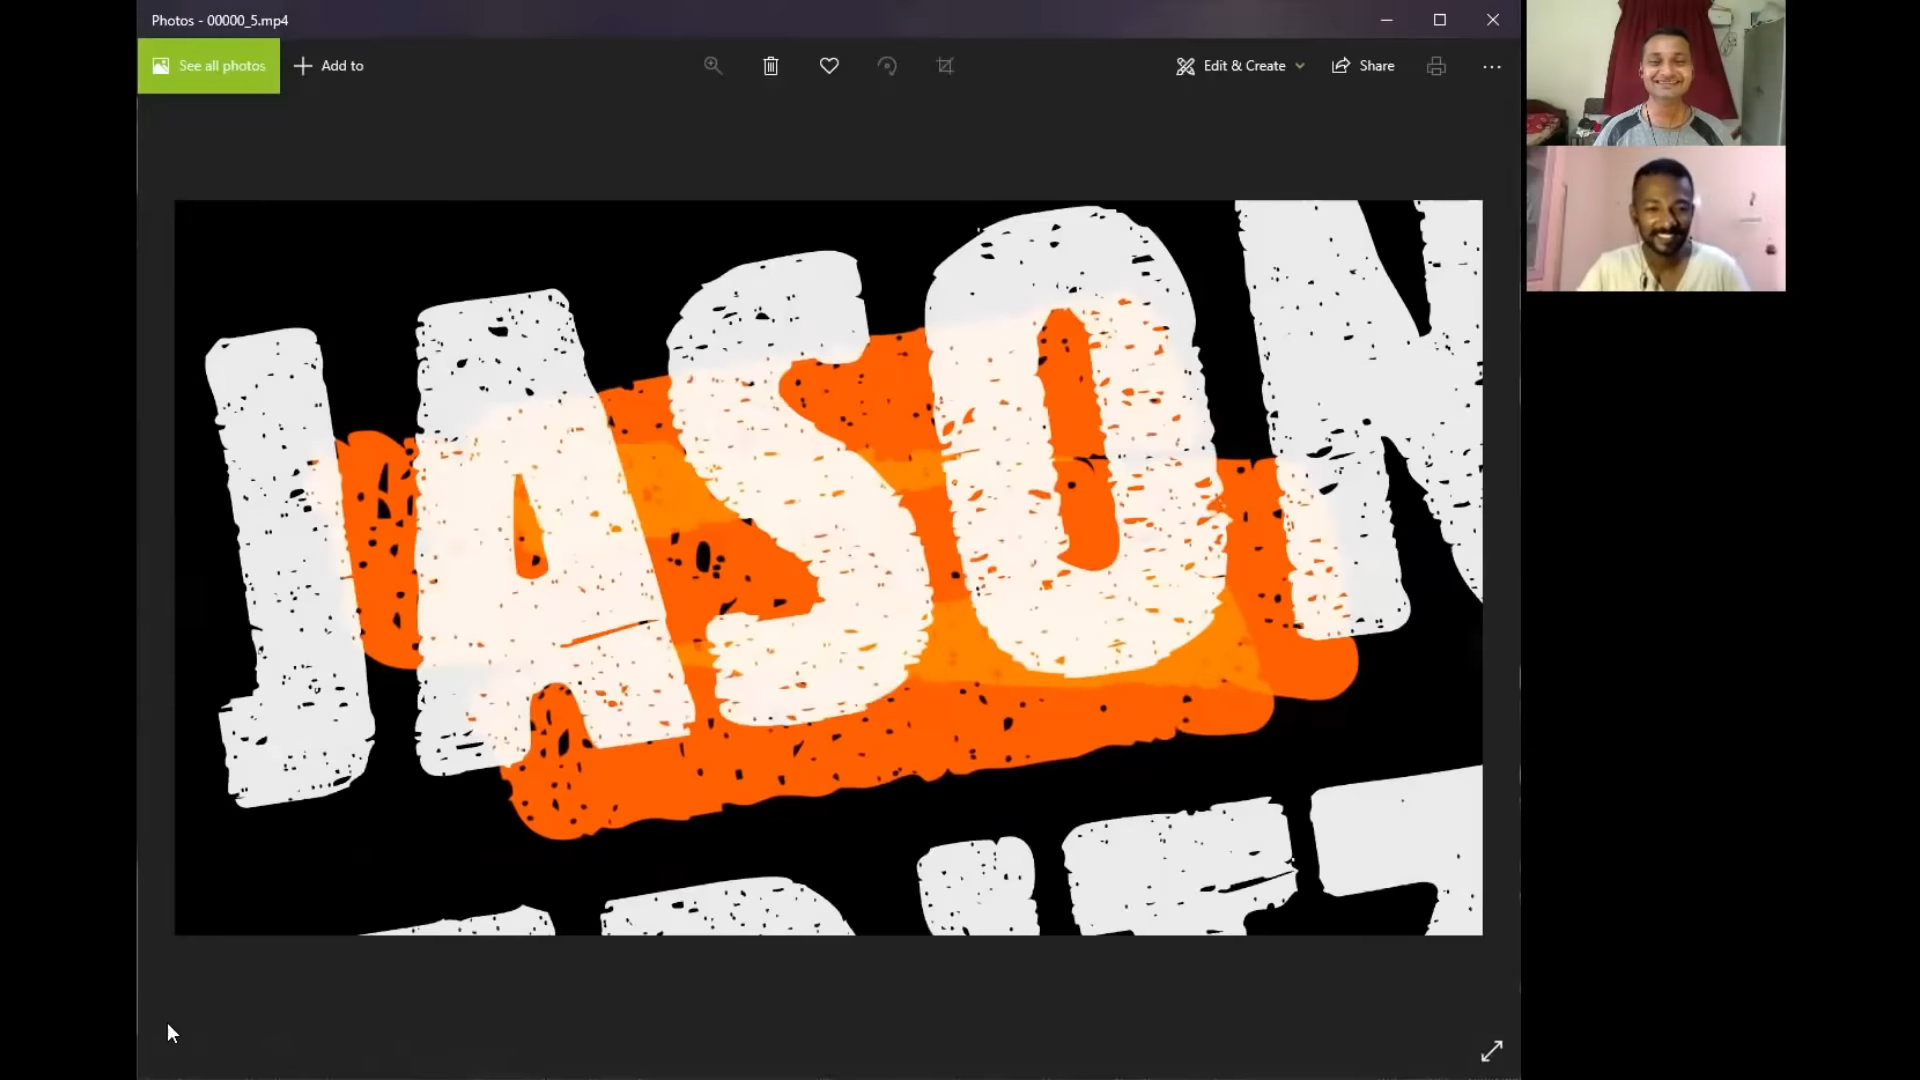 Photos - 00000_5.mp4
See all photos
Add to
Edit & Create
Share
JASON